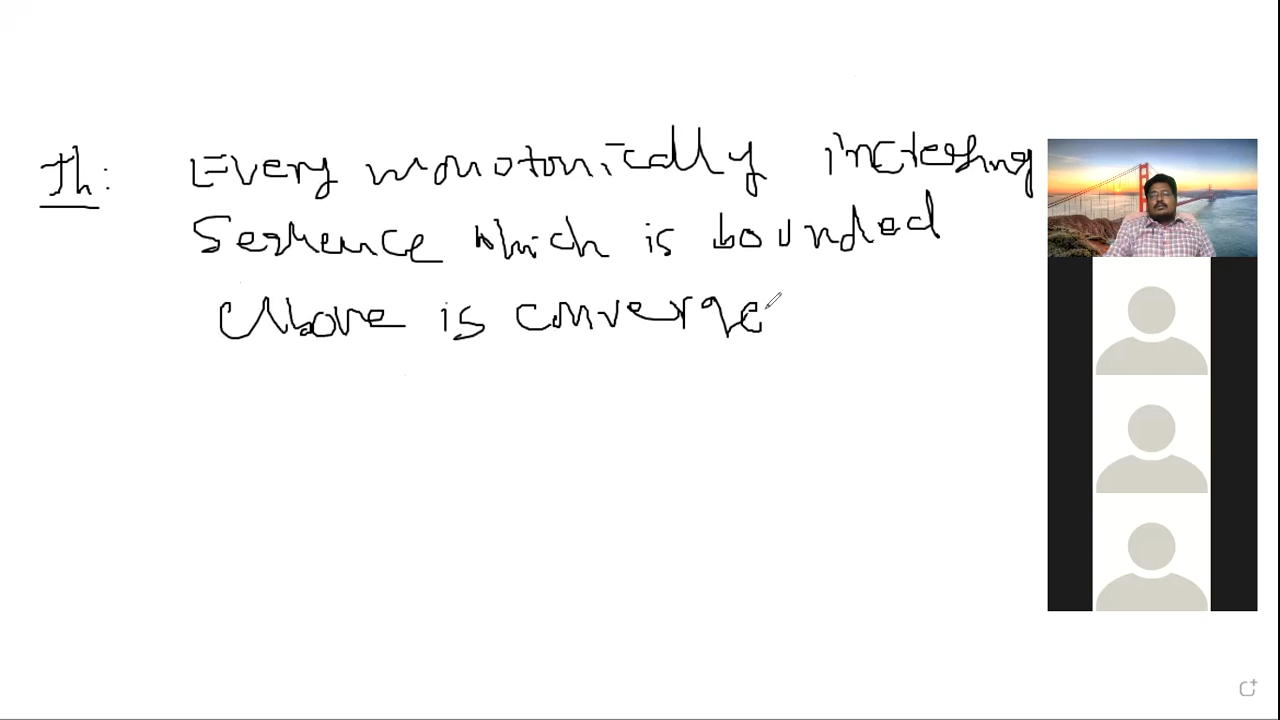 Th: Every monotonically increasing
Sequence which is bounded
above is converge